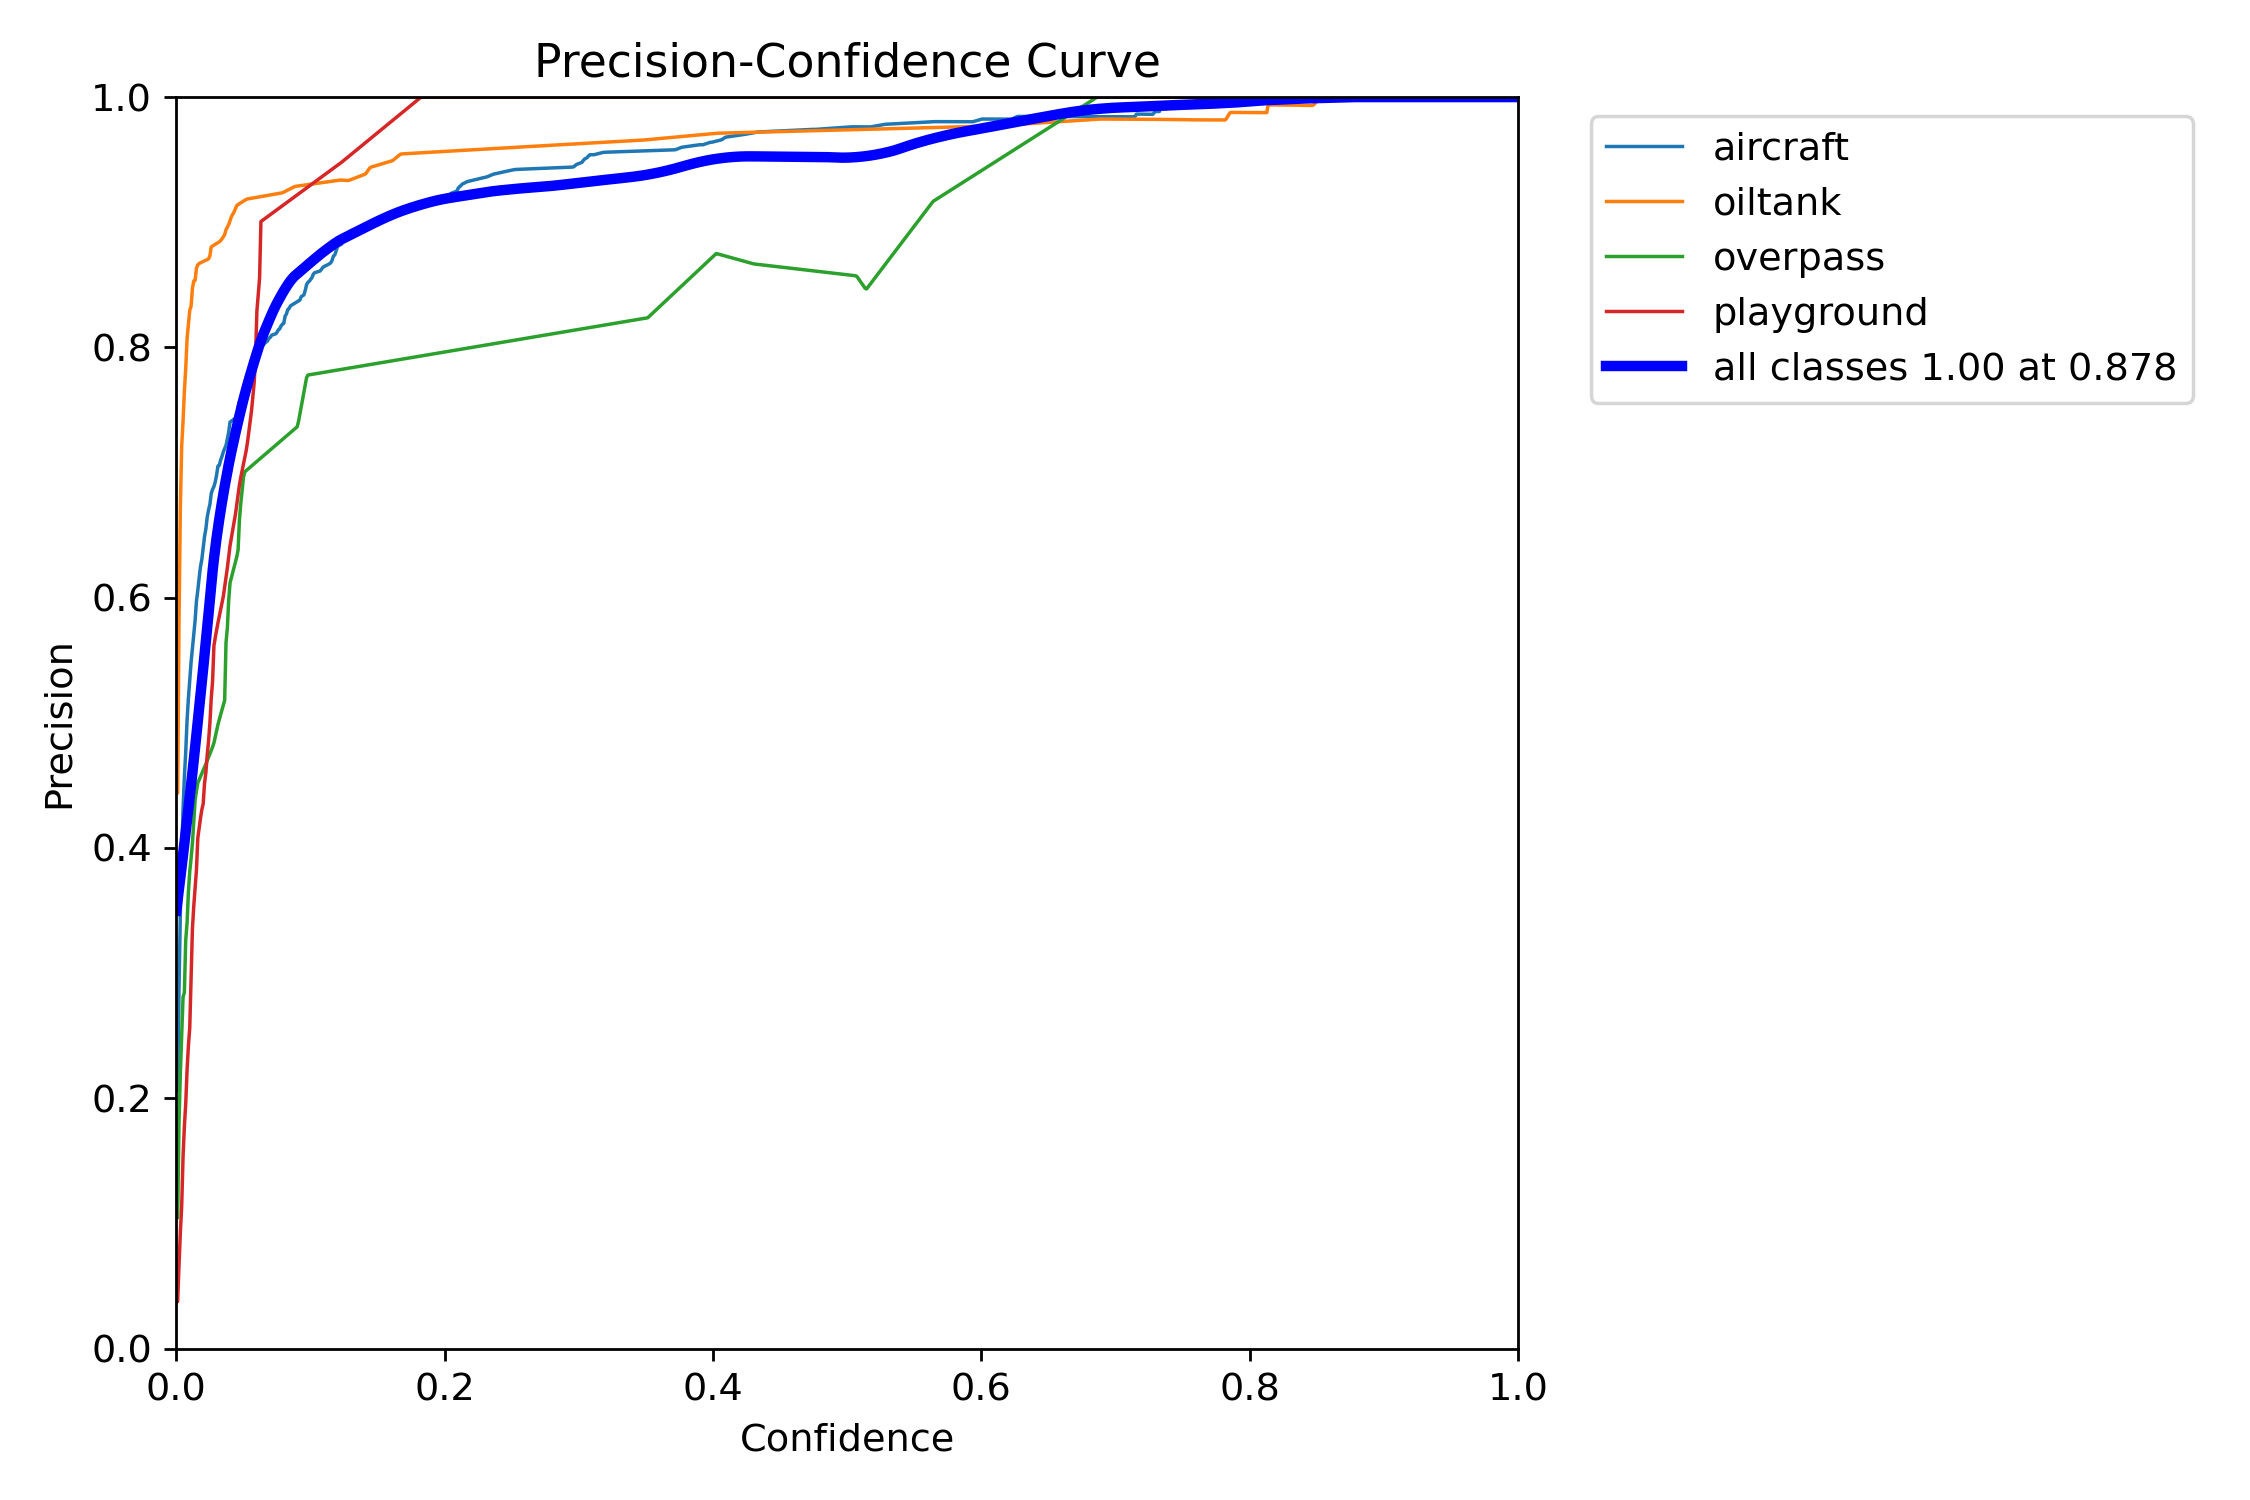 Precision-Confidence Curve
1.0
0.8
0.6
0.4
0.2
0.0
Precision
0.0 0.2 0.4 0.6 0.8 1.0
Confidence
aircraft
oiltank
overpass
playground
all classes 1.00 at 0.878